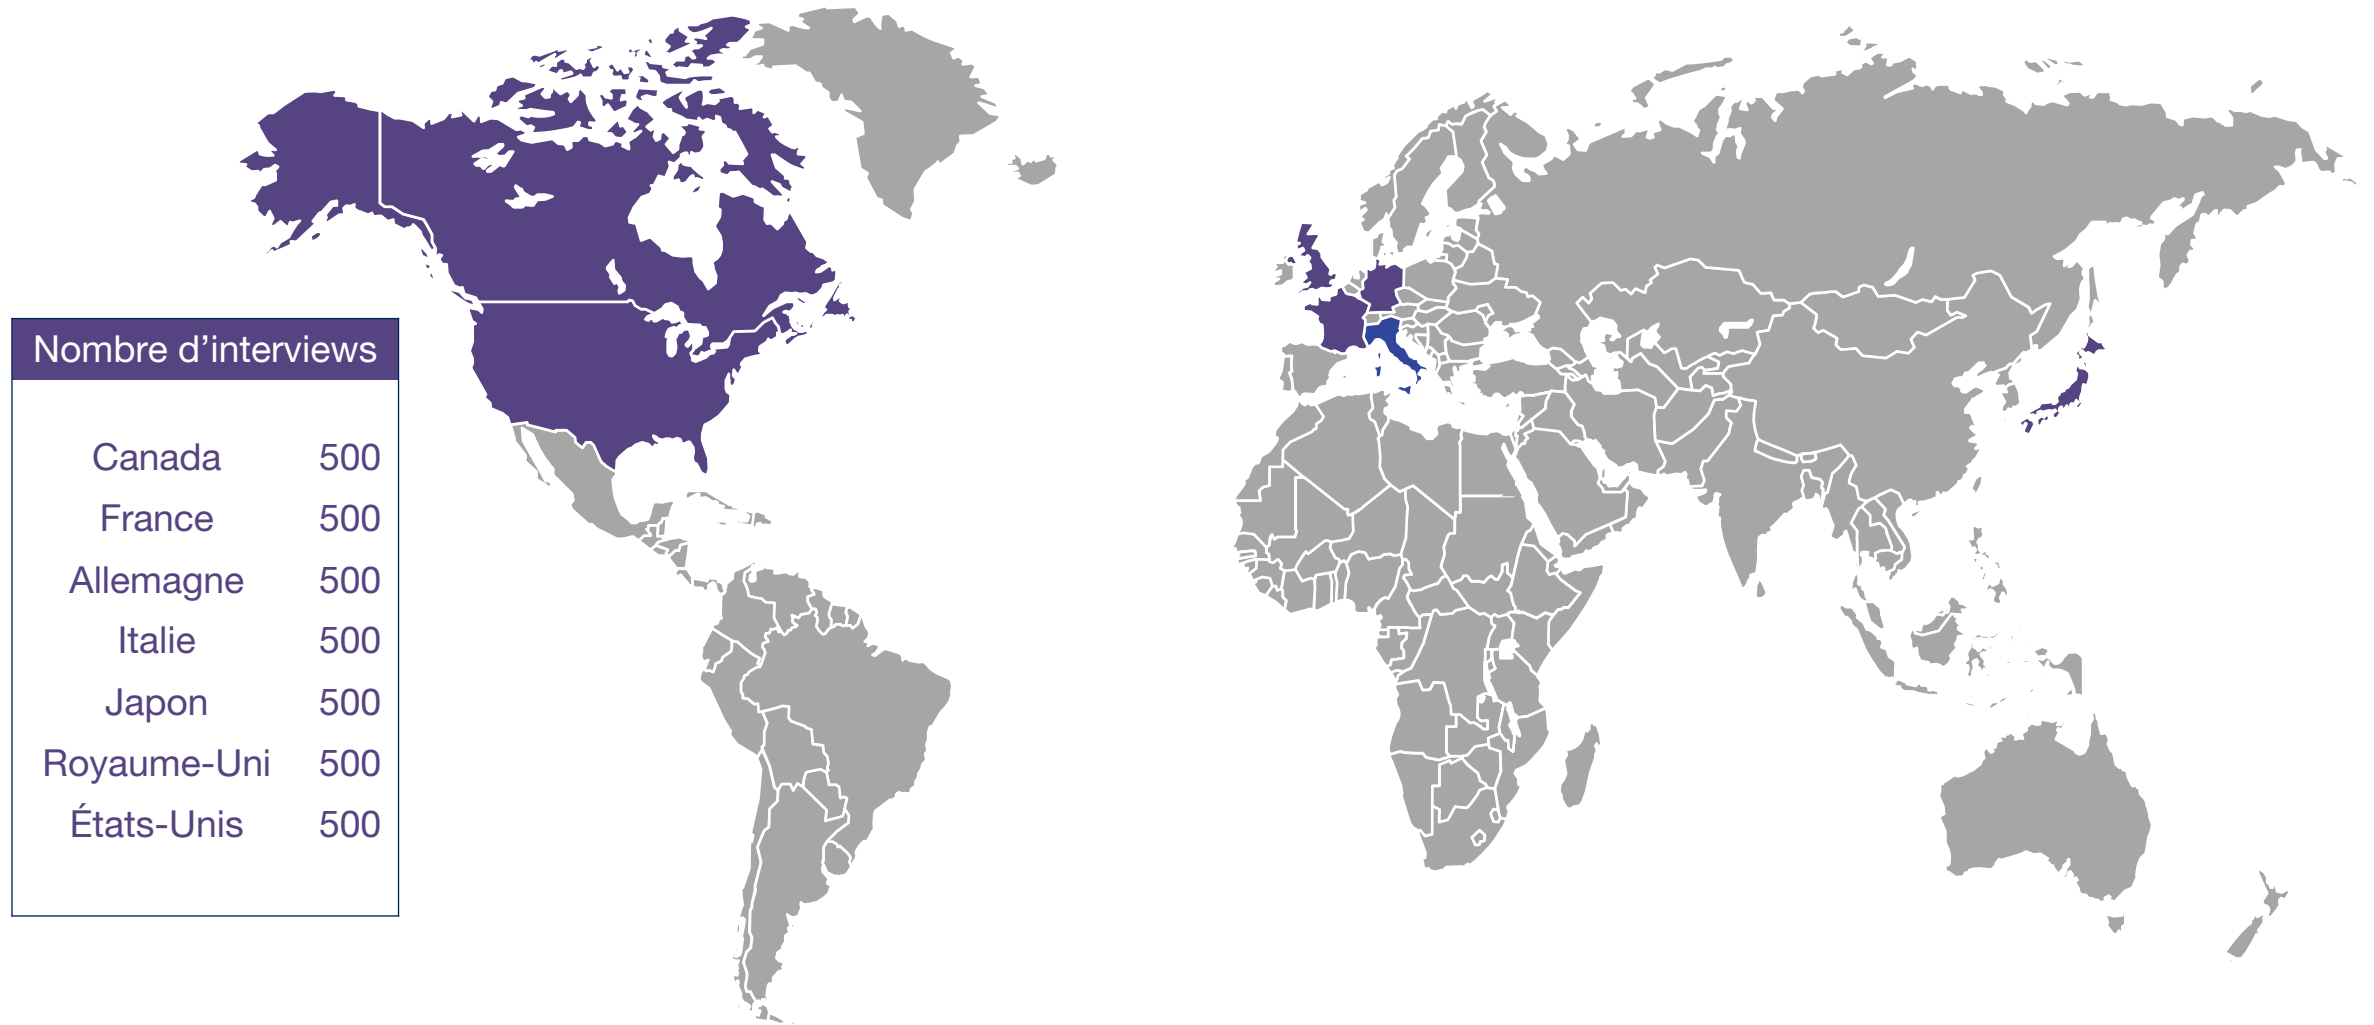 Nombre d’interviews
Canada 500
France 500
Allemagne 500
Italie 500
Japon 500
Royaume-Uni 500
États-Unis 500